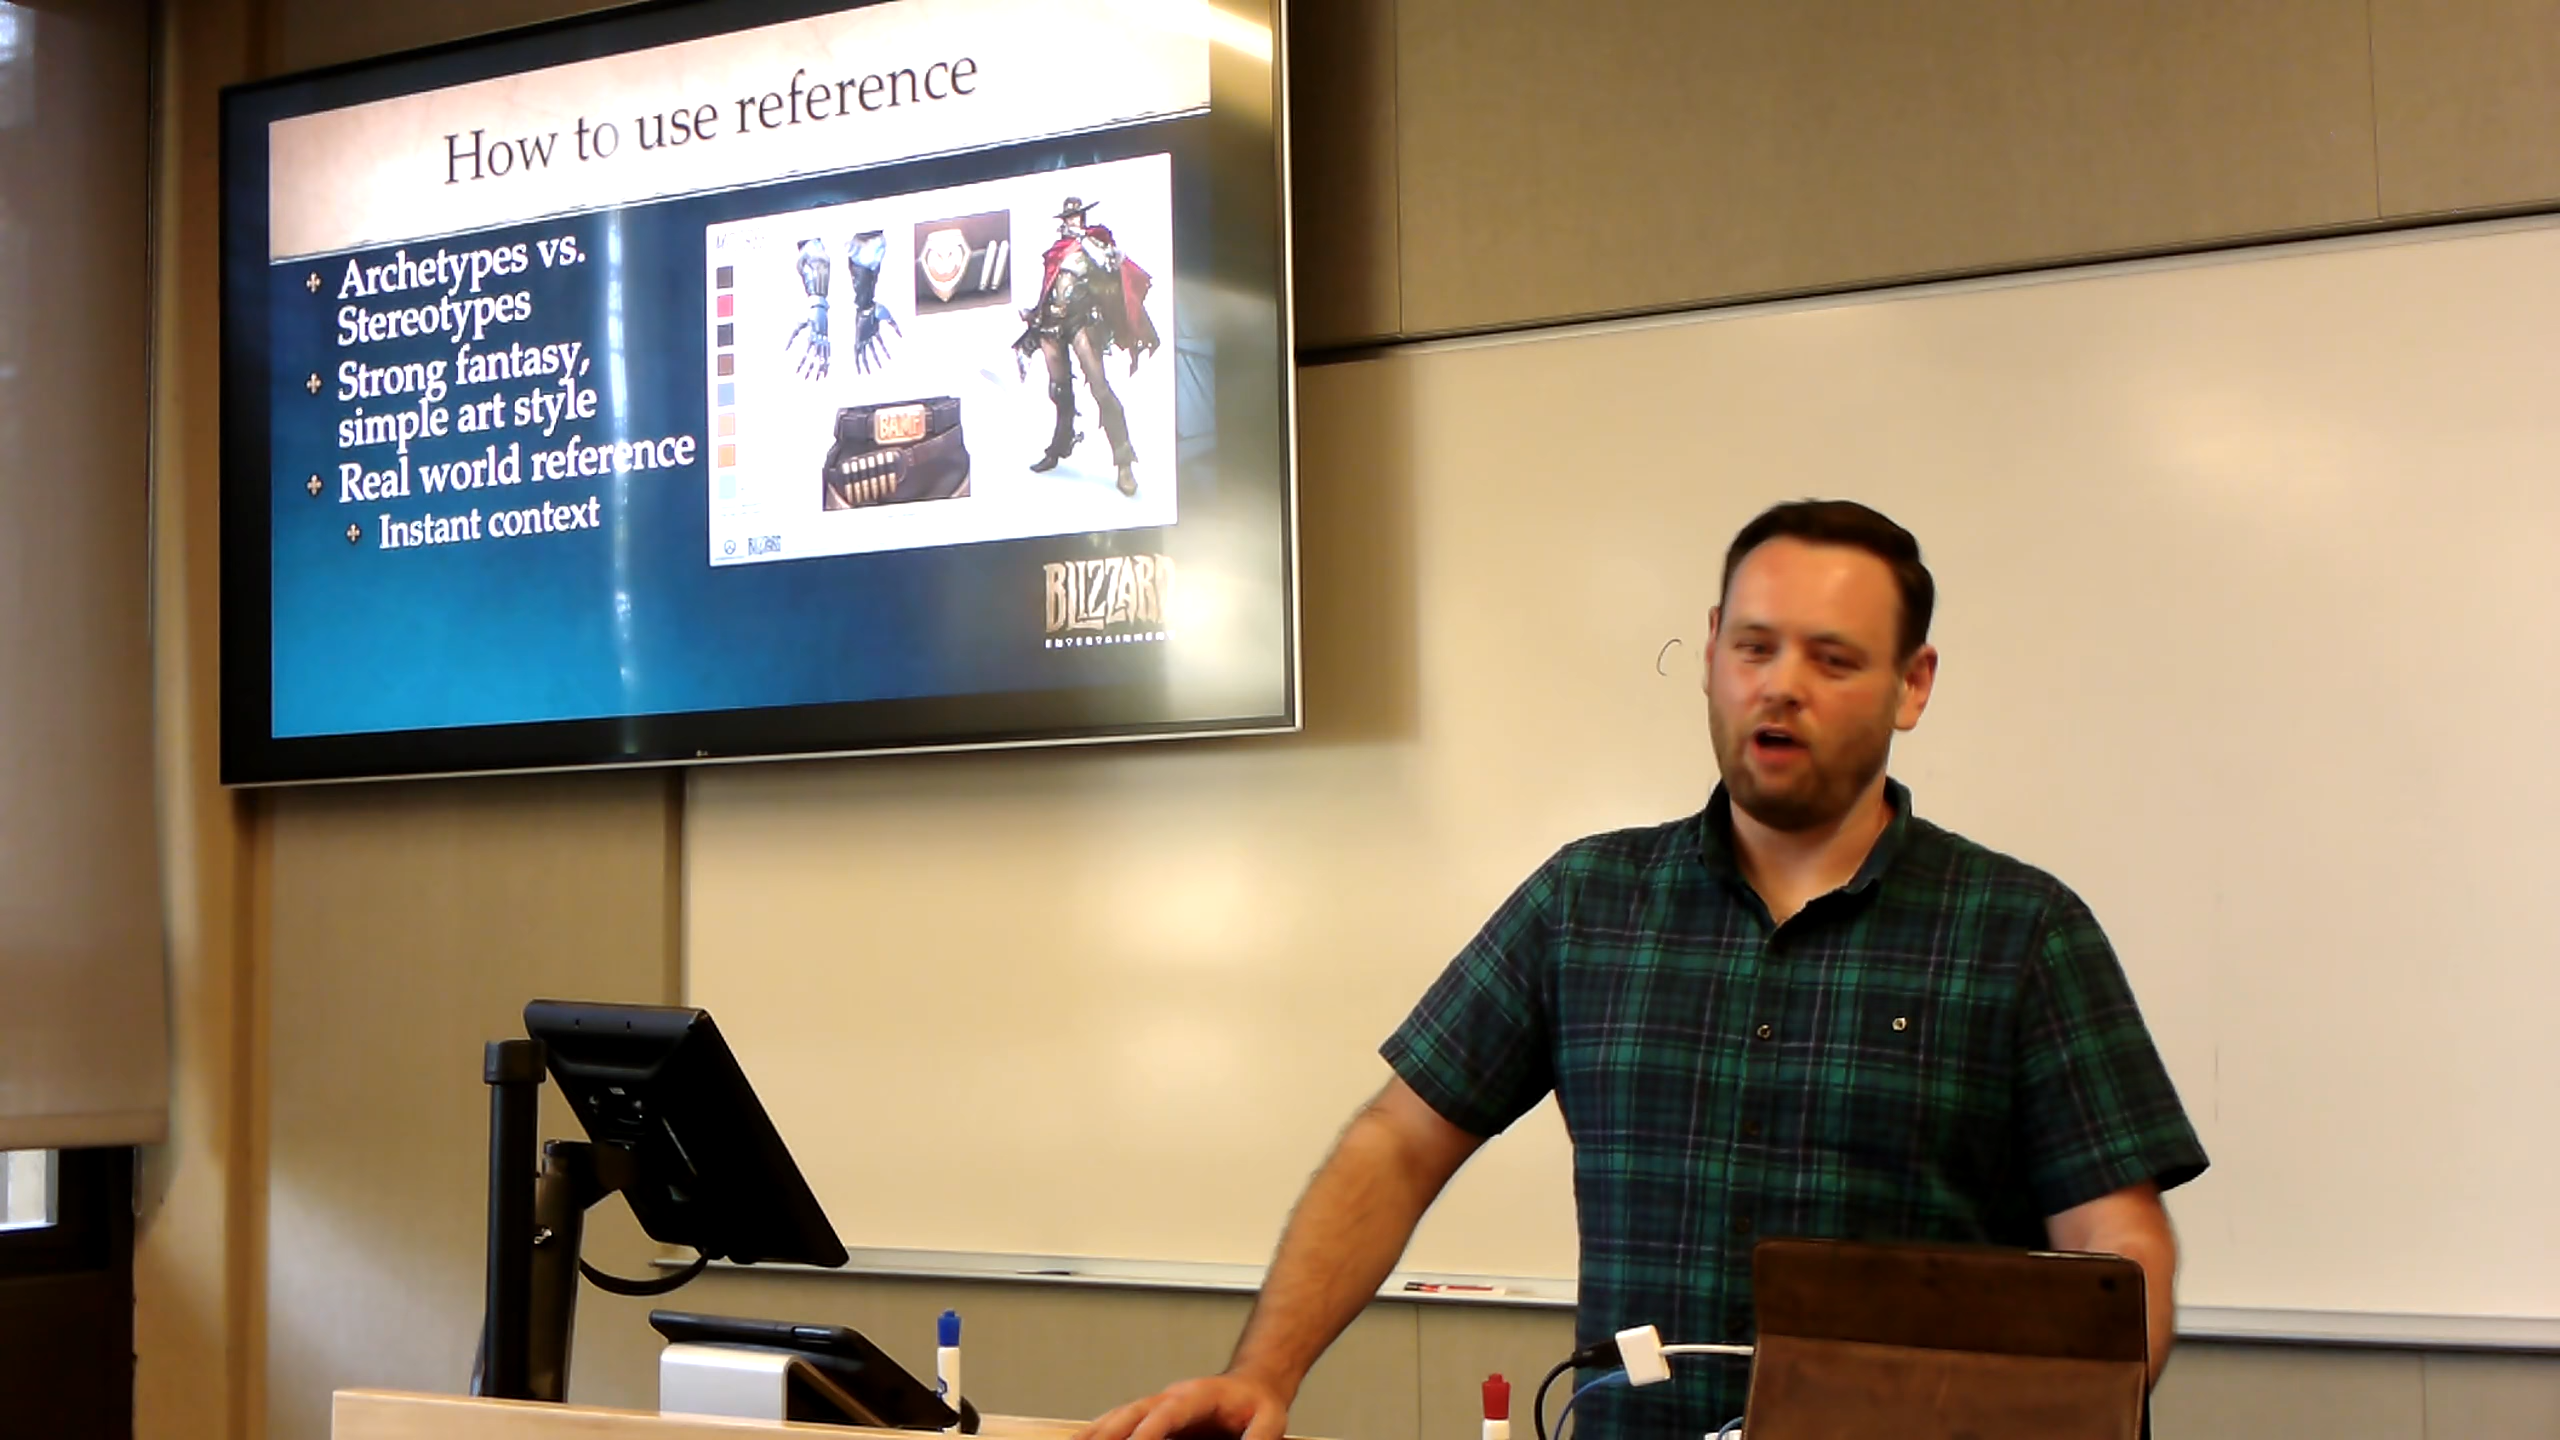 How to use reference
Archetypes vs.
Stereotypes
Strong fantasy,
simple art style
Real world reference
Instant context
BAMF
BLIZZARD
BLIZZARD
ENTERTAINMENT